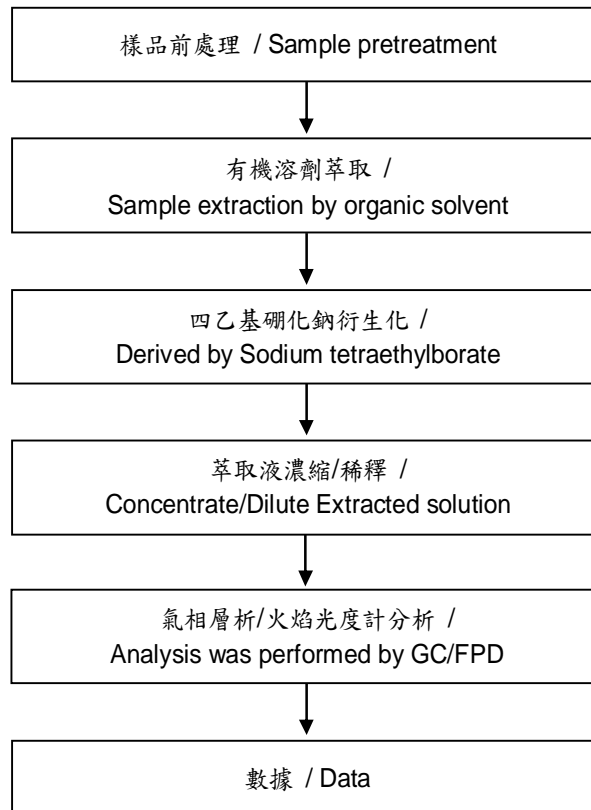 樣品前處理 / Sample pretreatment
有機溶劑萃取 /
Sample extraction by organic solvent
四乙基硼化鈉衍生化 /
Derived by Sodium tetraethylborate
萃取液濃縮/稀釋 /
Concentrate/Dilute Extracted solution
氣相層析/火焰光度計分析 /
Analysis was performed by GC/FPD
數據 / Data